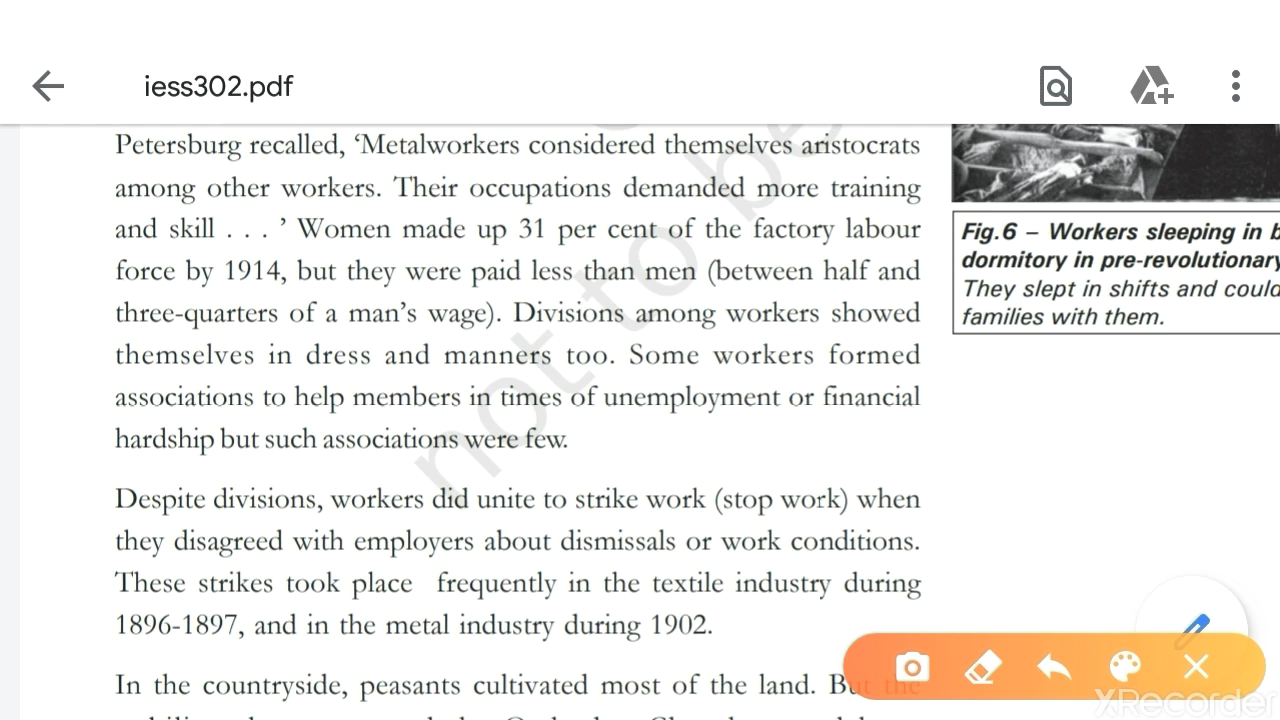 iess302.pdf
Petersburg recalled, ‘Metalworkers considered themselves aristocrats
among other workers. Their occupations demanded more training
and skill . . . ’ Women made up 31 per cent of the factory labour
force by 1914, but they were paid less than men (between half and
three-quarters of a man’s wage). Divisions among workers showed
themselves in dress and manners too. Some workers formed
associations to help members in times of unemployment or financial
hardship but such associations were few.
Despite divisions, workers did unite to strike work (stop work) when
they disagreed with employers about dismissals or work conditions.
These strikes took place frequently in the textile industry during
1896-1897, and in the metal industry during 1902.
In the countryside, peasants cultivated most of the land. But the
Fig.6 – Workers sleeping in
dormitory in pre-revolutionary
They slept in shifts and could
families with them.
not to be
XRecorder